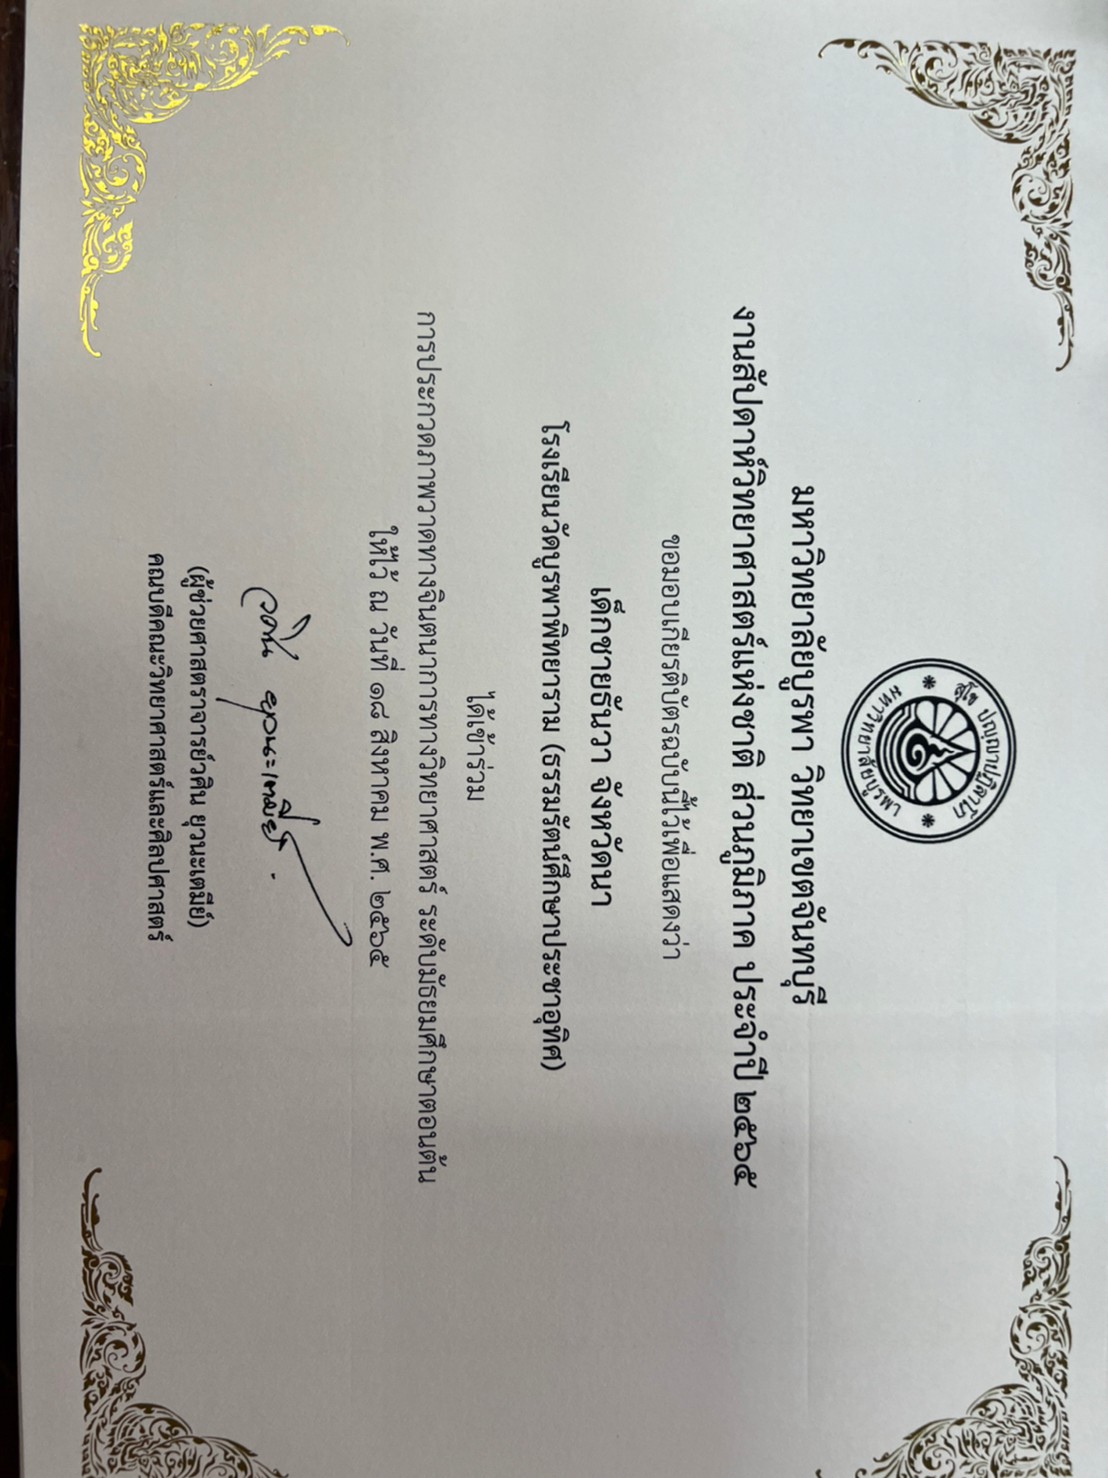 สุโข ปญฺญาปฏิลาโภ
มหาวิทยาลัยบูรพา
มหาวิทยาลัยบูรพา วิทยาเขตจันทบุรี
งานสัปดาห์วิทยาศาสตร์แห่งชาติ ส่วนภูมิภาค ประจำปี ๒๕๖๕
ขอมอบเกียรติบัตรฉบับนี้ไว้เพื่อแสดงว่า
เด็กชายธันวา จังหวัดนา
โรงเรียนวัดบูรพาพิทยาราม (ธรรมรัตน์ศึกษาประชาอุทิศ)
ได้เข้าร่วม
การประกวดภาพวาดทางจินตนาการทางวิทยาศาสตร์ ระดับมัธยมศึกษาตอนต้น
ให้ไว้ ณ วันที่ ๑๘ สิงหาคม พ.ศ. ๒๕๖๕
วศิน ยุวนะเตมีย์
(ผู้ช่วยศาสตราจารย์วศิน ยุวนะเตมีย์)
คณบดีคณะวิทยาศาสตร์และศิลปศาสตร์